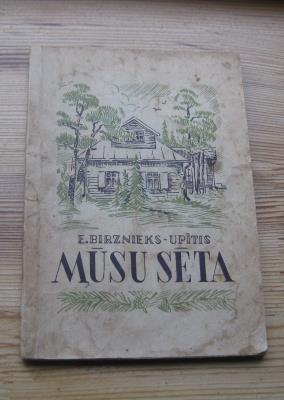 E. BIRZNIEKS-UPĪTIS
MŪSU SĒTA